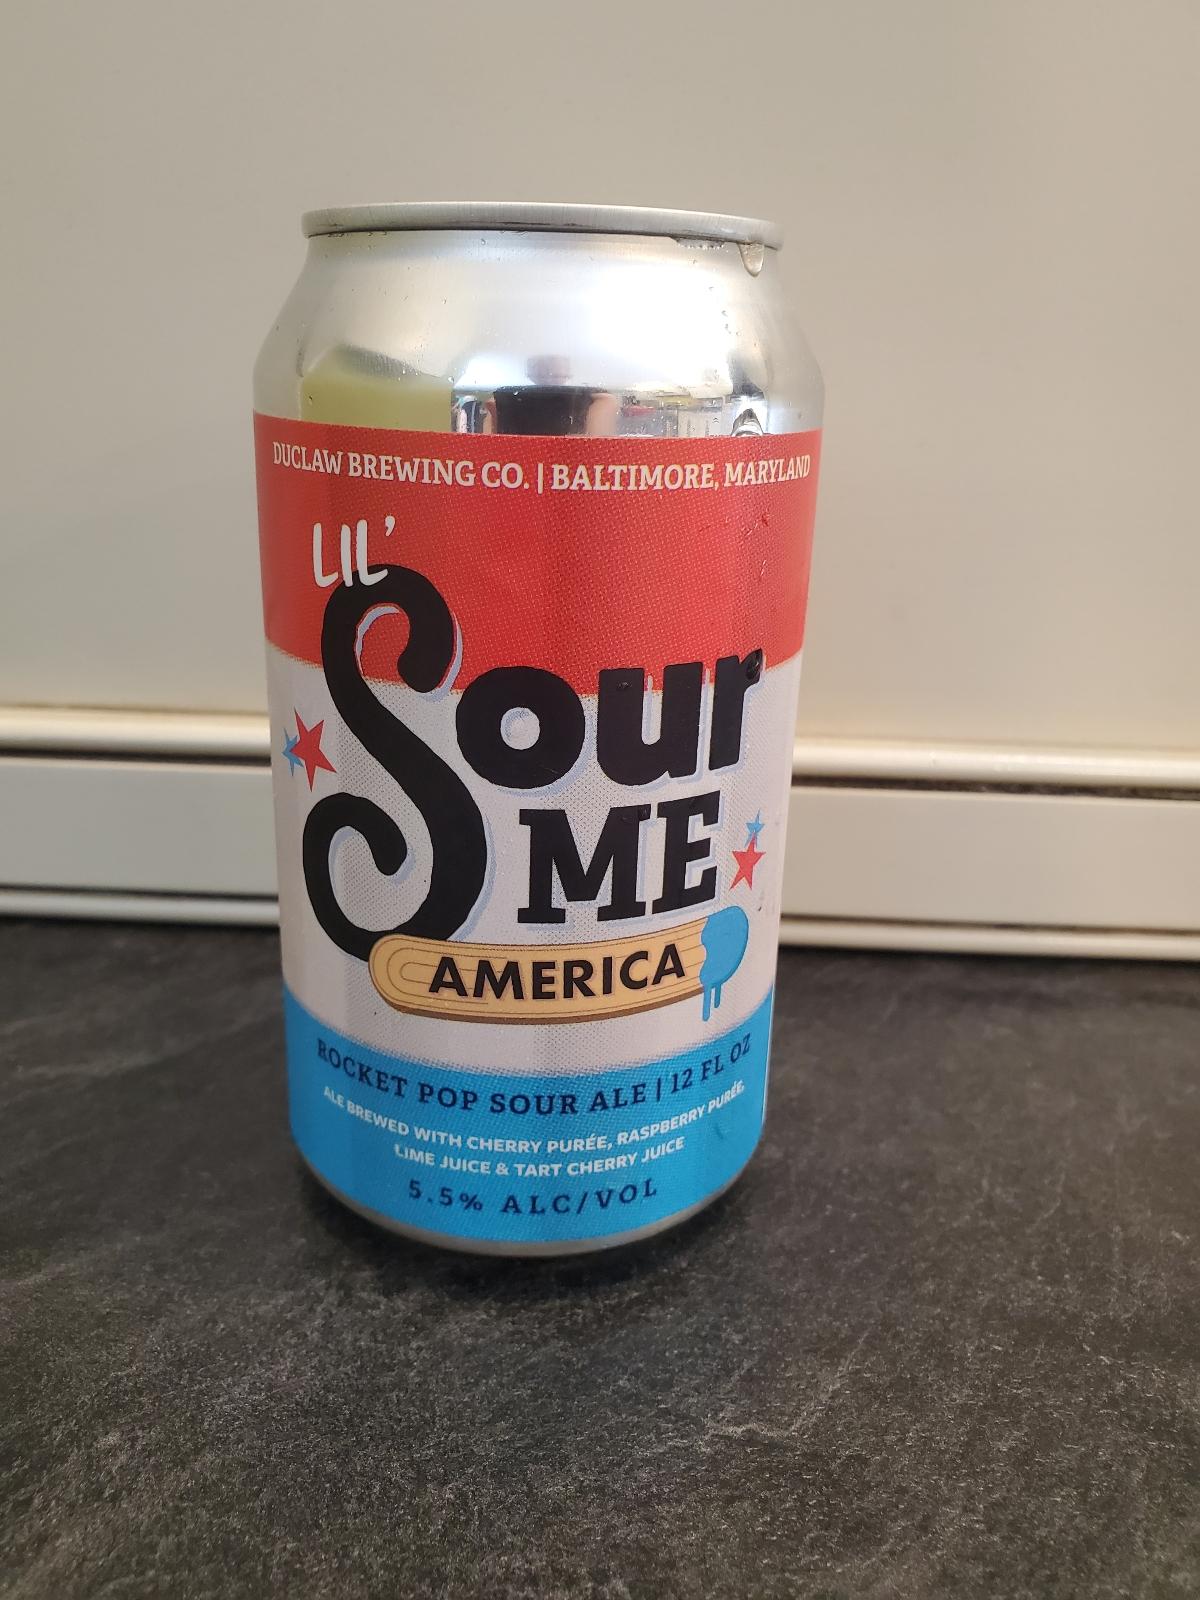 DUCLAW BREWING CO. | BALTIMORE, MARYLAND
LIL'
Sour
ME
AMERICA
ROCKET POP SOUR ALE | 12 FL OZ
ALE BREWED WITH CHERRY PURÉE, RASPBERRY PURÉE,
LIME JUICE & TART CHERRY JUICE
5.5% ALC/VOL